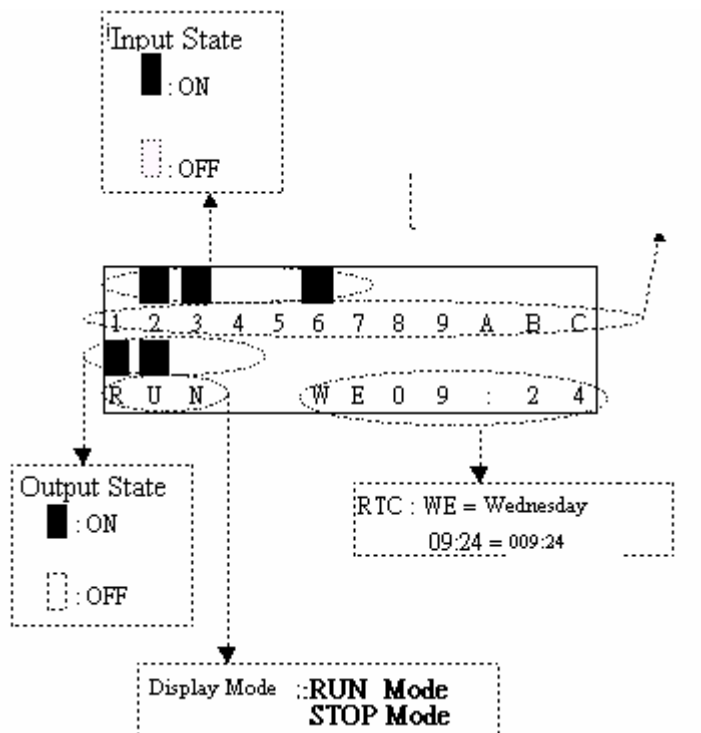 Input State
: ON
: OFF
1 2 3 4 5 6 7 8 9 A B C
R U N W E 0 9 : 2 4
Output State
: ON
: OFF
RTC : WE = Wednesday
09:24 = 009:24
Display Mode ::RUN Mode
STOP Mode